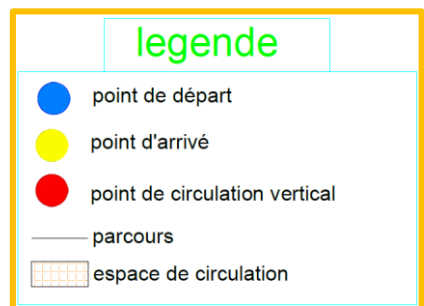 legende
point de départ
point d'arrivé
point de circulation vertical
parcours
espace de circulation